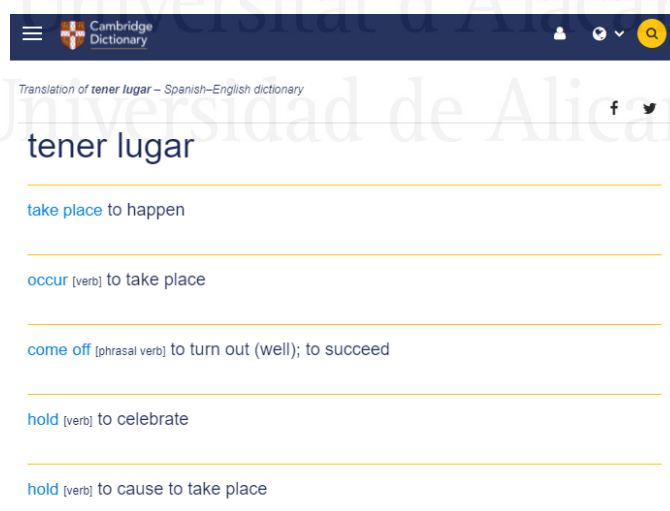 Universitat d'Alacan
Cambridge
Dictionary
Translation of tener lugar – Spanish–English dictionary
Universidad de Alican
tener lugar
take place to happen
occur [verb] to take place
come off [phrasal verb] to turn out (well); to succeed
hold [verb] to celebrate
hold [verb] to cause to take place